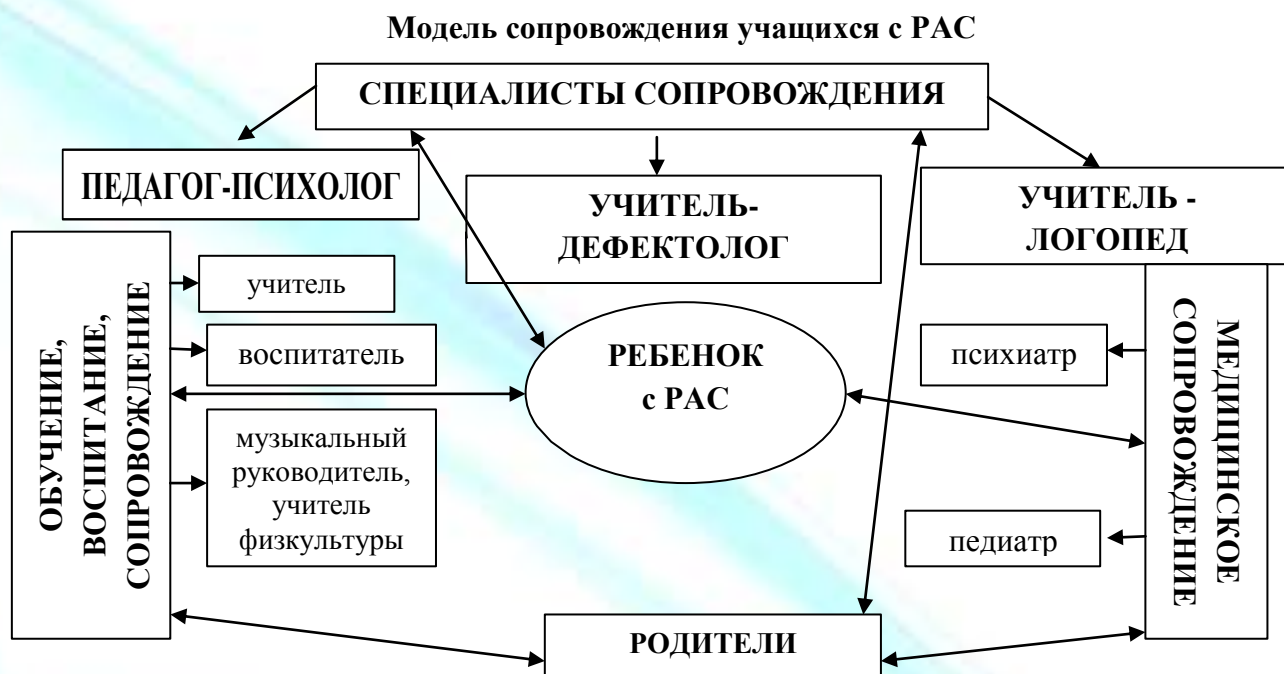 Модель сопровождения учащихся с РАС
СПЕЦИАЛИСТЫ СОПРОВОЖДЕНИЯ
ПЕДАГОГ-ПСИХОЛОГ
УЧИТЕЛЬ-
ДЕФЕКТОЛОГ
УЧИТЕЛЬ -
ЛОГОПЕД
ОБУЧЕНИЕ,
ВОСПИТАНИЕ,
СОПРОВОЖДЕНИЕ
учитель
воспитатель
музыкальный
руководитель,
учитель
физкультуры
РЕБЕНОК
с РАС
психиатр
педиатр
МЕДИЦИНСКОЕ
СОПРОВОЖДЕНИЕ
РОДИТЕЛИ